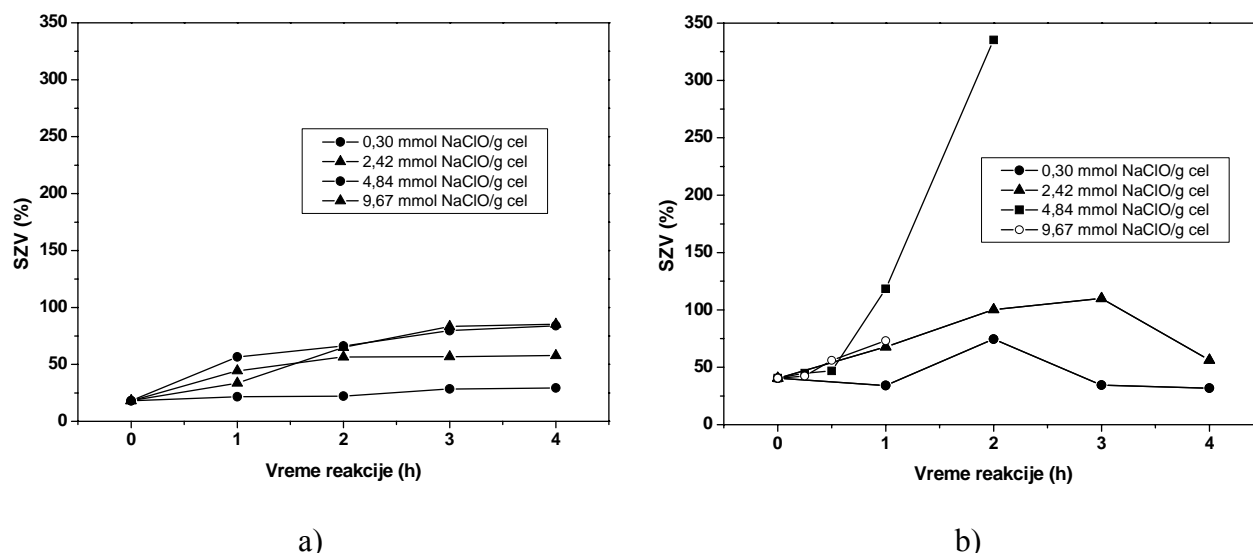 350
300
250
200
150
100
50
0
SZV (%)
0,30 mmol NaClO/g cel
2,42 mmol NaClO/g cel
4,84 mmol NaClO/g cel
9,67 mmol NaClO/g cel
0 1 2 3 4
Vreme reakcije (h)
a)
350
300
250
200
150
100
50
0
SZV (%)
0,30 mmol NaClO/g cel
2,42 mmol NaClO/g cel
4,84 mmol NaClO/g cel
9,67 mmol NaClO/g cel
0 1 2 3 4
Vreme reakcije (h)
b)